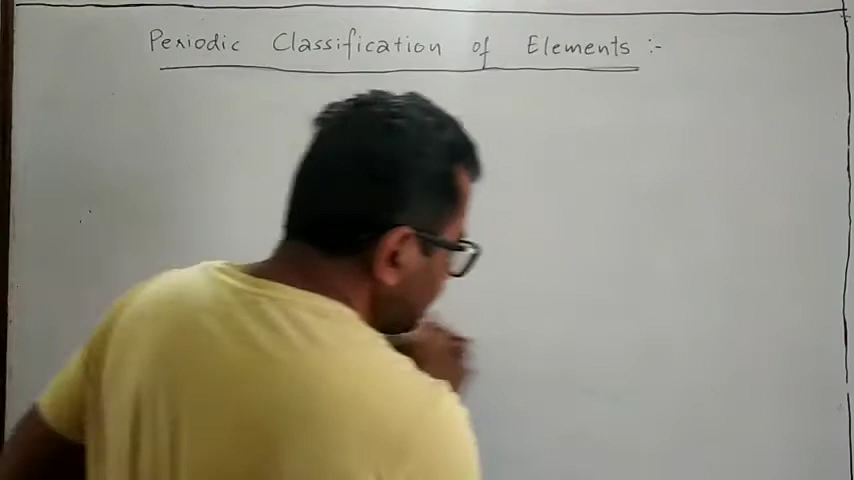 Periodic Classification of Elements :-